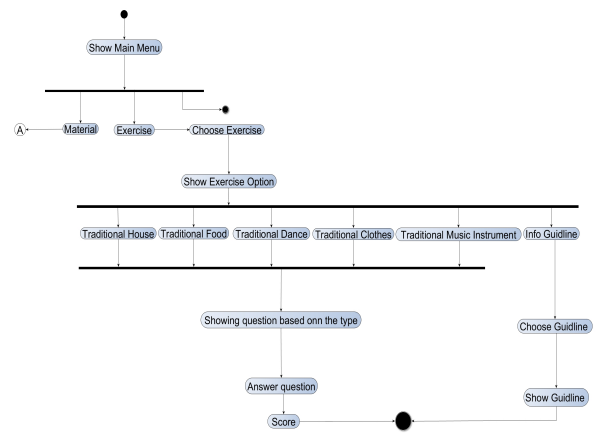 Show Main Menu
A
Material
Exercise
Choose Exercise
Show Exercise Option
Traditional House
Traditional Food
Traditional Dance
Traditional Clothes
Traditional Music Instrument
Info Guidline
Showing question based onn the type
Choose Guidline
Answer question
Show Guidline
Score